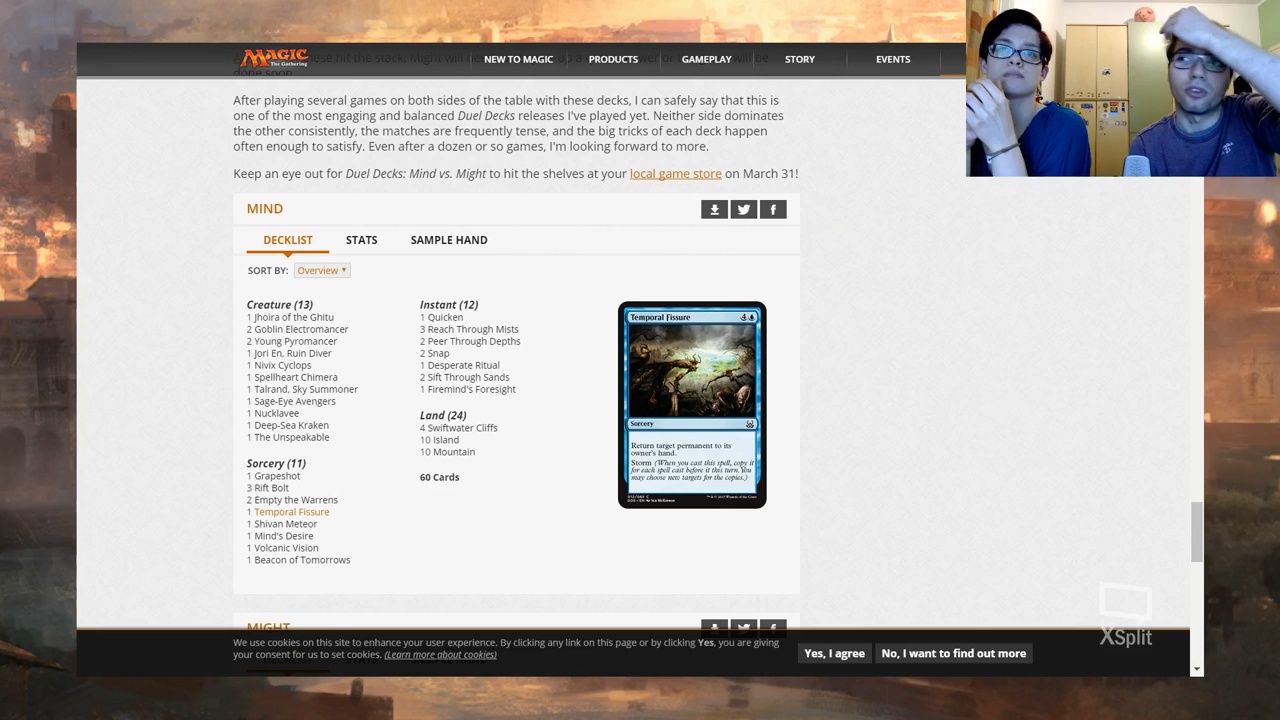 MAGIC
The Gathering
NEW TO MAGIC
PRODUCTS
GAMEPLAY
STORY
EVENTS
done soon.
After playing several games on both sides of the table with these decks, I can safely say that this is
one of the most engaging and balanced Duel Decks releases I've played yet. Neither side dominates
the other consistently, the matches are frequently tense, and the big tricks of each deck happen
often enough to satisfy. Even after a dozen or so games, I'm looking forward to more.
Keep an eye out for Duel Decks: Mind vs. Might to hit the shelves at your local game store on March 31!
MIND
DECKLIST
STATS
SAMPLE HAND
SORT BY: Overview
Creature (13)
1 Jhoira of the Ghitu
2 Goblin Electromancer
2 Young Pyromancer
1 Jori En, Ruin Diver
1 Nivix Cyclops
1 Spellheart Chimera
1 Talrand, Sky Summoner
1 Sage-Eye Avengers
1 Nucklavee
1 Deep-Sea Kraken
1 The Unspeakable
Sorcery (11)
1 Grapeshot
3 Rift Bolt
2 Empty the Warrens
1 Temporal Fissure
1 Shivan Meteor
1 Mind's Desire
1 Volcanic Vision
1 Beacon of Tomorrows
Instant (12)
1 Quicken
3 Reach Through Mists
2 Peer Through Depths
2 Snap
1 Desperate Ritual
2 Sift Through Sands
1 Firemind's Foresight
Land (24)
4 Swiftwater Cliffs
10 Island
10 Mountain
60 Cards
Temporal Fissure 4
Sorcery
Return target permanent to its
owner's hand.
Storm (When you cast this spell, copy it
for each spell cast before it this turn. You
may choose new targets for the copies.)
MIGHT
We use cookies on this site to enhance your user experience. By clicking any link on this page or by clicking Yes, you are giving
your consent for us to set cookies. (Learn more about cookies)
Yes, I agree
No, I want to find out more
XSplit